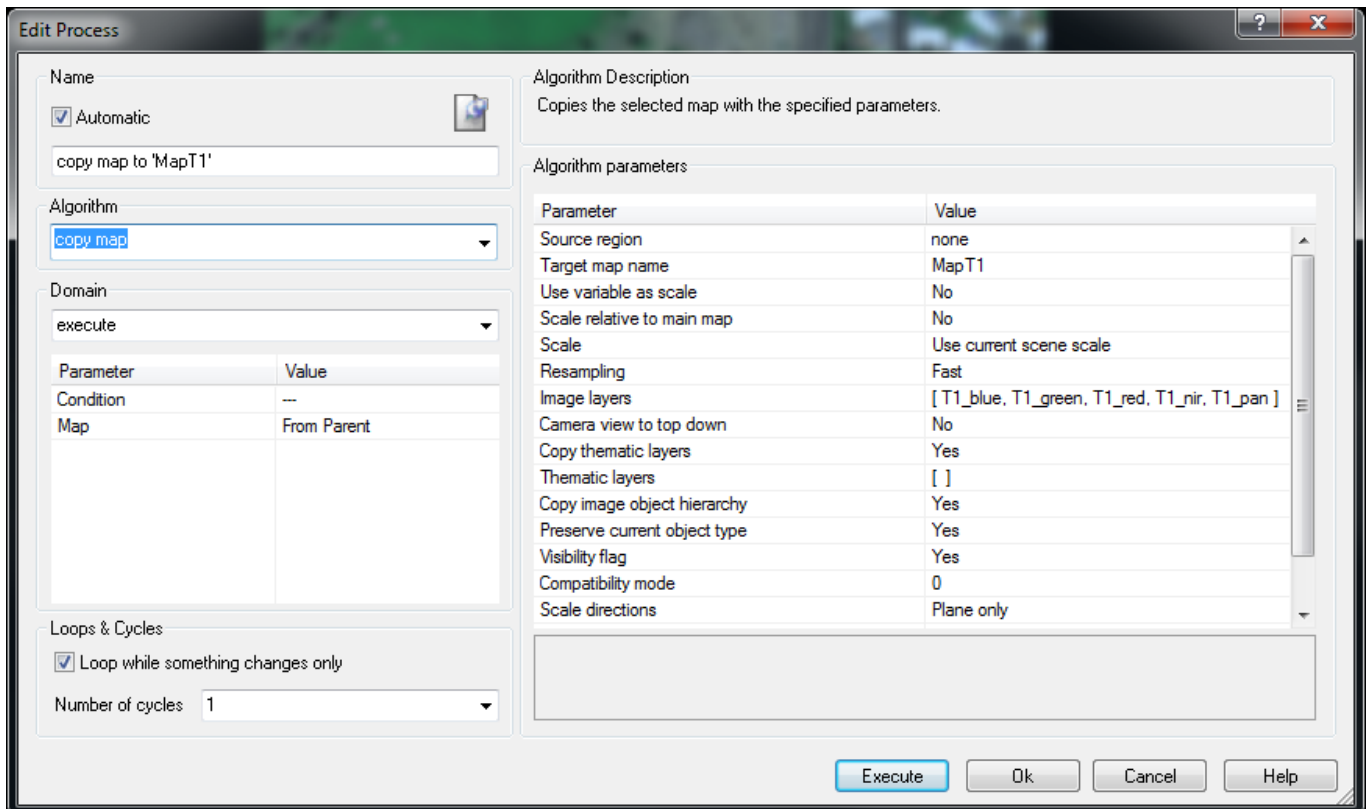 Edit Process
?
X
Name
Automatic
copy map to 'MapT1'
Algorithm
copy map
Domain
execute
Parameter Value
Condition ---
Map From Parent
Loops & Cycles
Loop while something changes only
Number of cycles 1
Algorithm Description
Copies the selected map with the specified parameters.
Algorithm parameters
Parameter Value
Source region none
Target map name MapT1
Use variable as scale No
Scale relative to main map No
Scale Use current scene scale
Resampling Fast
Image layers [ T1_blue, T1_green, T1_red, T1_nir, T1_pan ]
Camera view to top down No
Copy thematic layers Yes
Thematic layers [ ]
Copy image object hierarchy Yes
Preserve current object type Yes
Visibility flag Yes
Compatibility mode 0
Scale directions Plane only
Execute Ok Cancel Help